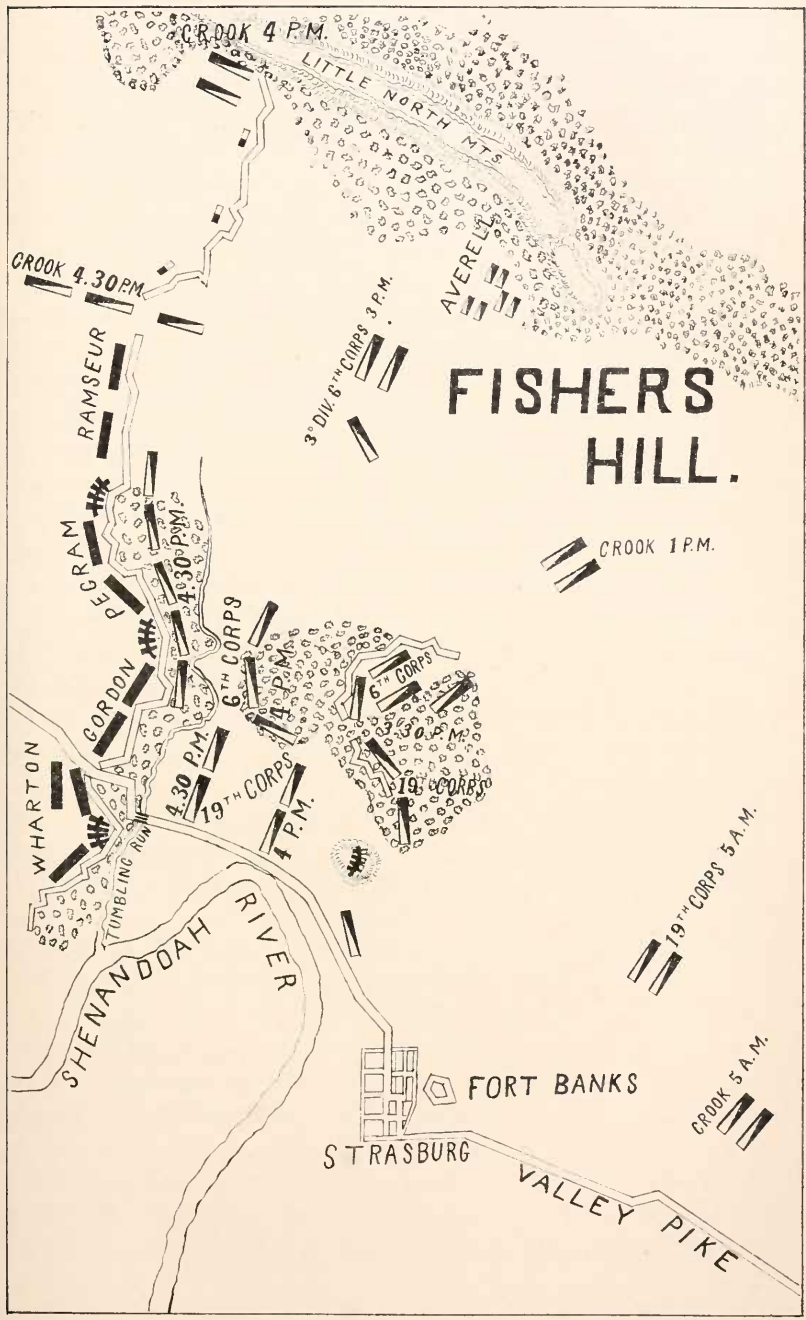 CROOK 4 P.M.
LITTLE NORTH MTS.
CROOK 4.30 P.M.
AVERELL
3D DIV. 6TH CORPS 3 P.M.
RAMSEUR
FISHERS
HILL.
PEGRAM
4.30 P.M.
CROOK 1 P.M.
6TH CORPS
4 P.M.
6TH CORPS
3.30 P.M.
GORDON
19TH CORPS
WHARTON
4.30 P.M.
19TH CORPS
4 P.M.
TUMBLING RUN
19TH CORPS 5 A.M.
SHENANDOAH RIVER
CROOK 5 A.M.
FORT BANKS
STRASBURG
VALLEY PIKE